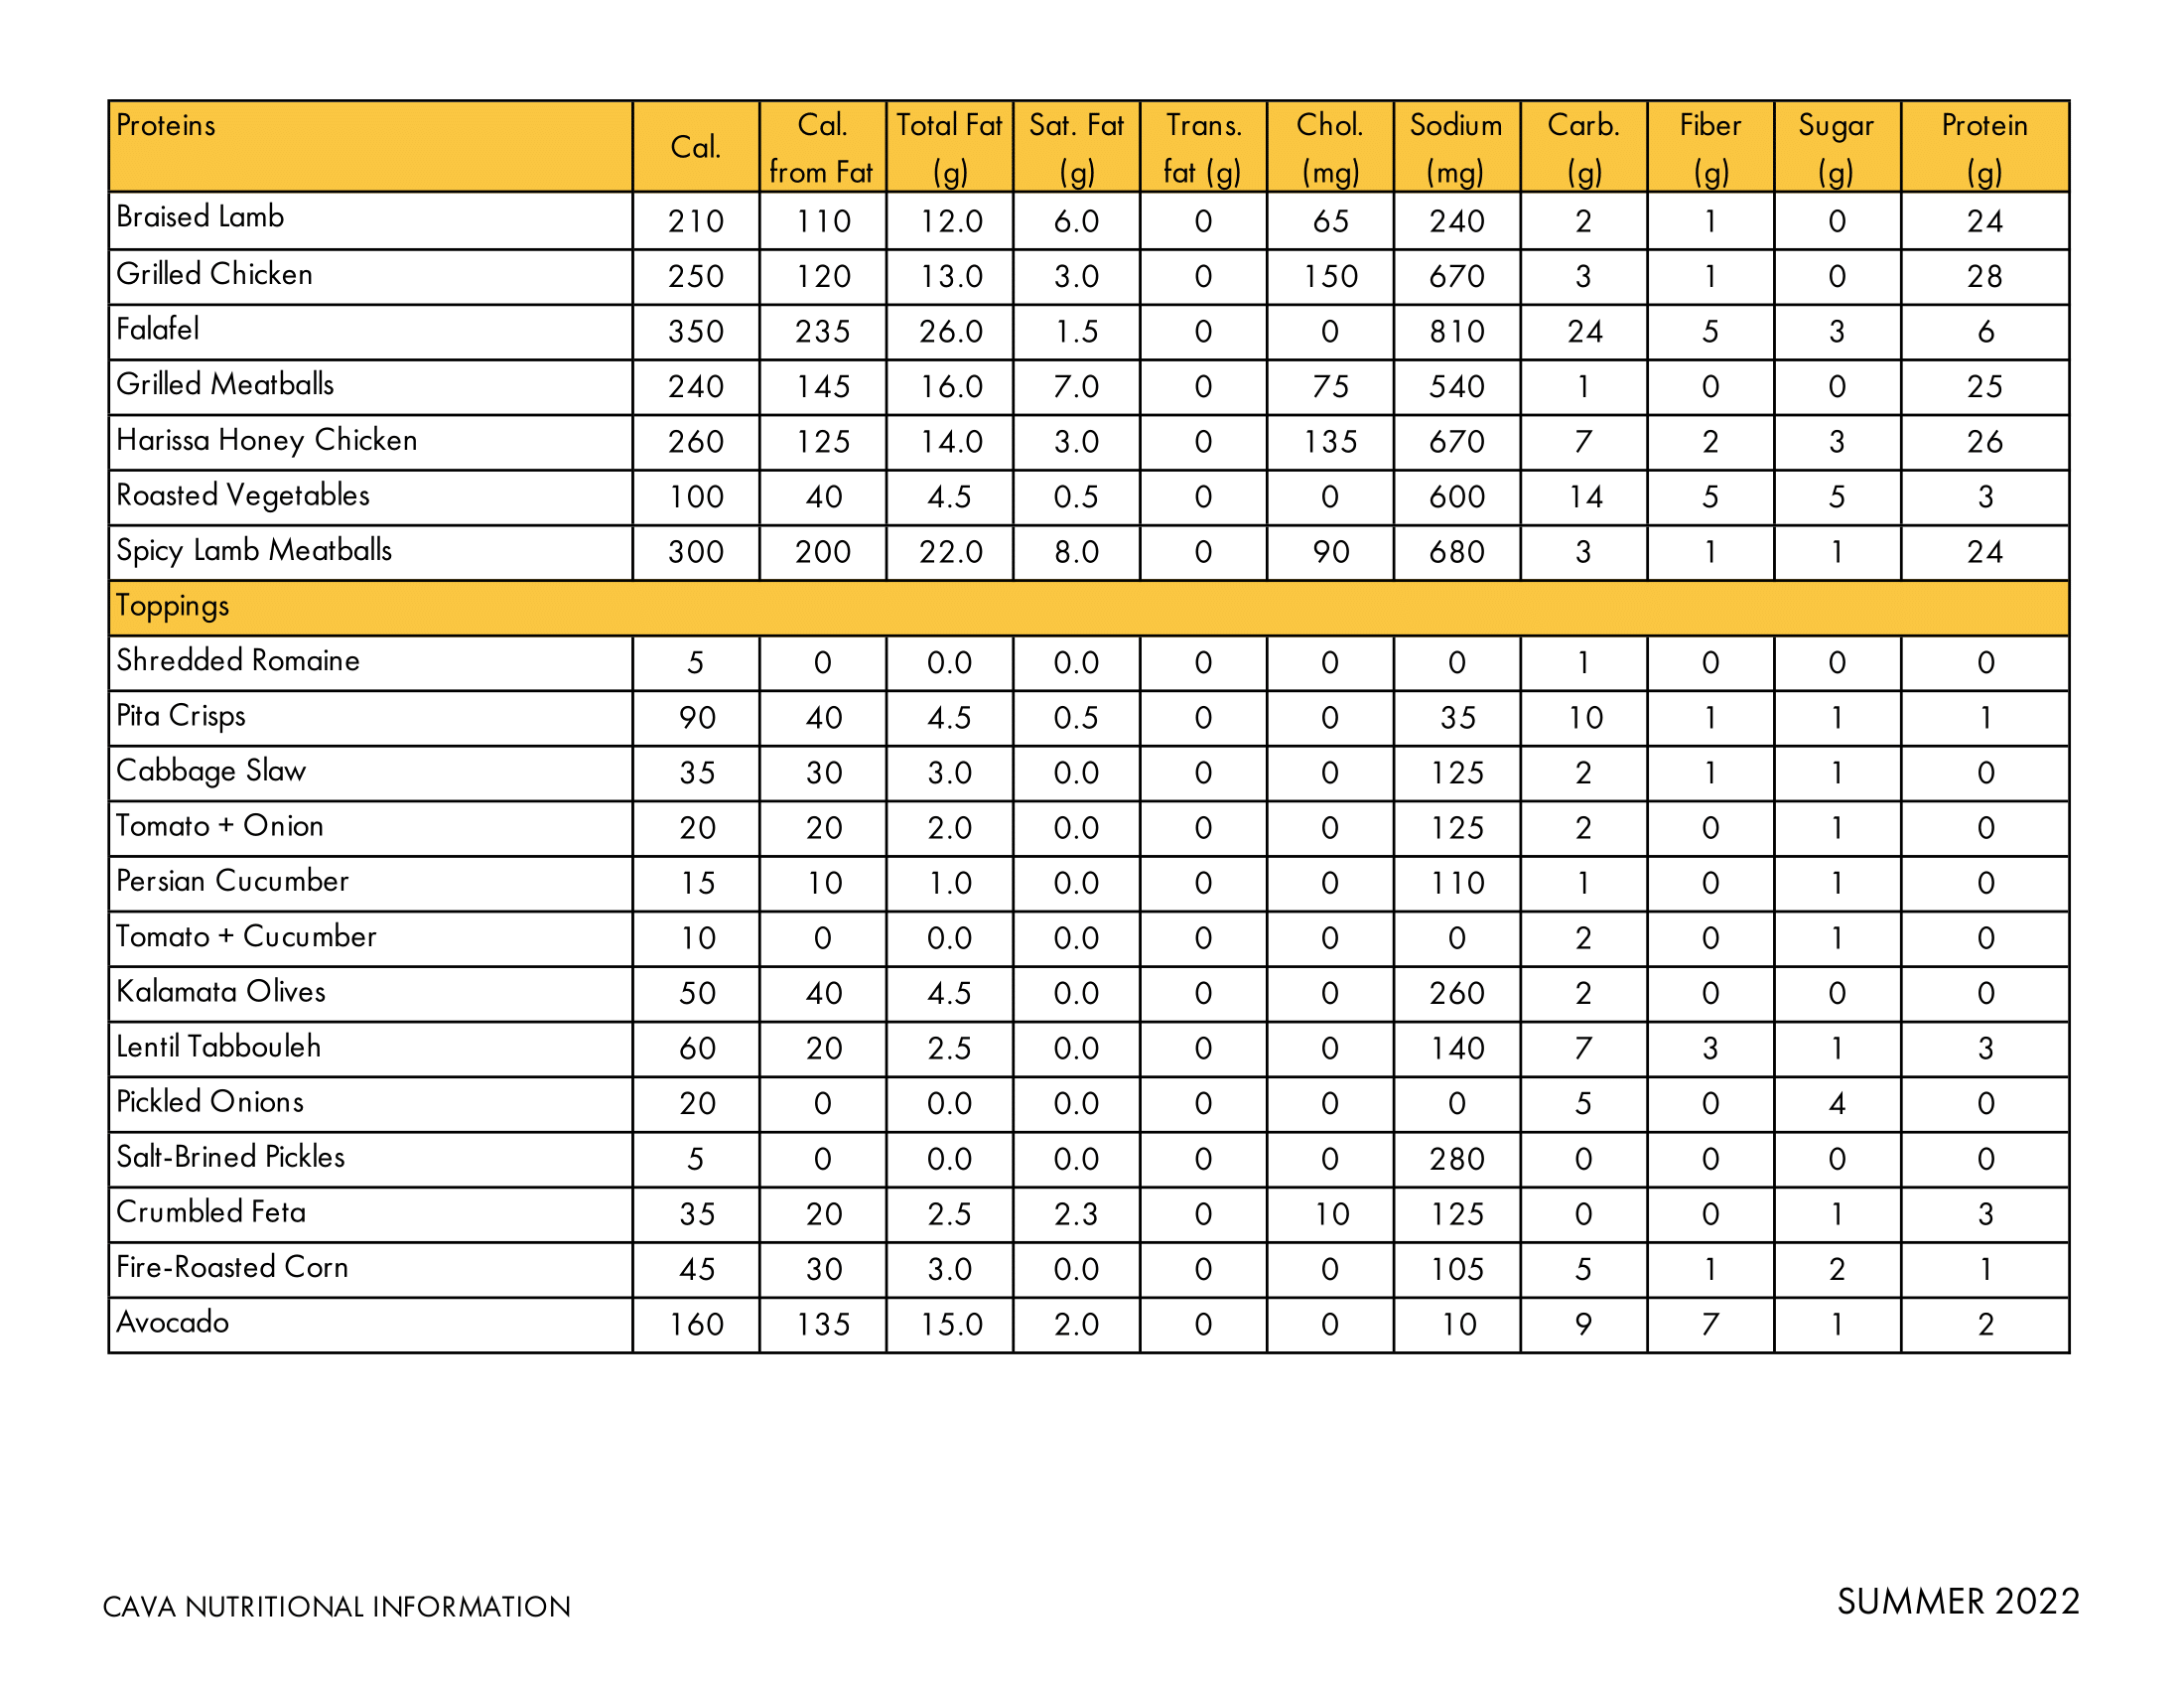 Proteins Cal. Cal. from Fat Total Fat (g) Sat. Fat (g) Trans. fat (g) Chol. (mg) Sodium (mg) Carb. (g) Fiber (g) Sugar (g) Protein (g)
Braised Lamb 210 110 12.0 6.0 0 65 240 2 1 0 24
Grilled Chicken 250 120 13.0 3.0 0 150 670 3 1 0 28
Falafel 350 235 26.0 1.5 0 0 810 24 5 3 6
Grilled Meatballs 240 145 16.0 7.0 0 75 540 1 0 0 25
Harissa Honey Chicken 260 125 14.0 3.0 0 135 670 7 2 3 26
Roasted Vegetables 100 40 4.5 0.5 0 0 600 14 5 5 3
Spicy Lamb Meatballs 300 200 22.0 8.0 0 90 680 3 1 1 24
Toppings
Shredded Romaine 5 0 0.0 0.0 0 0 0 1 0 0 0
Pita Crisps 90 40 4.5 0.5 0 0 35 10 1 1 1
Cabbage Slaw 35 30 3.0 0.0 0 0 125 2 1 1 0
Tomato + Onion 20 20 2.0 0.0 0 0 125 2 0 1 0
Persian Cucumber 15 10 1.0 0.0 0 0 110 1 0 1 0
Tomato + Cucumber 10 0 0.0 0.0 0 0 0 2 0 1 0
Kalamata Olives 50 40 4.5 0.0 0 0 260 2 0 0 0
Lentil Tabbouleh 60 20 2.5 0.0 0 0 140 7 3 1 3
Pickled Onions 20 0 0.0 0.0 0 0 0 5 0 4 0
Salt-Brined Pickles 5 0 0.0 0.0 0 0 280 0 0 0 0
Crumbled Feta 35 20 2.5 2.3 0 10 125 0 0 1 3
Fire-Roasted Corn 45 30 3.0 0.0 0 0 105 5 1 2 1
Avocado 160 135 15.0 2.0 0 0 10 9 7 1 2
CAVA NUTRITIONAL INFORMATION
SUMMER 2022